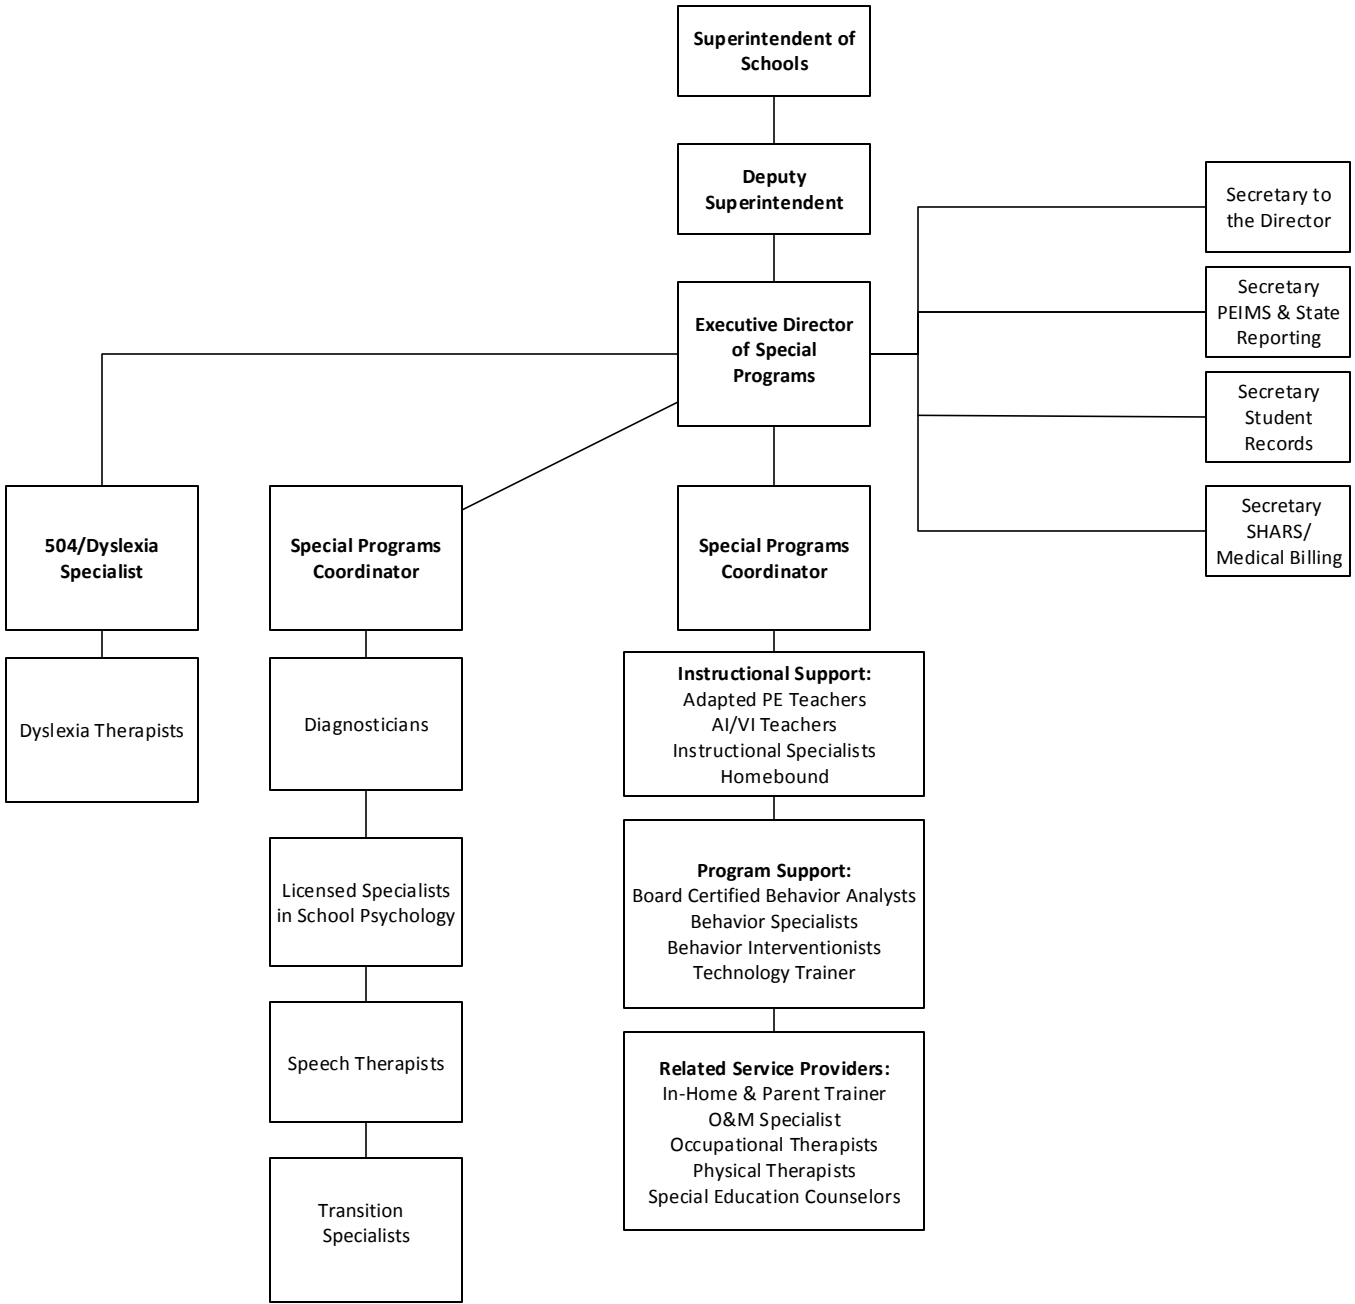 Superintendent of
Schools
Deputy
Superintendent
Secretary to
the Director
Executive Director
of Special
Programs
Secretary
PEIMS & State
Reporting
Secretary
Student
Records
Secretary
SHARS/
Medical Billing
504/Dyslexia
Specialist
Special Programs
Coordinator
Special Programs
Coordinator
Dyslexia Therapists
Diagnosticians
Licensed Specialists
in School Psychology
Speech Therapists
Transition
Specialists
Instructional Support:
Adapted PE Teachers
AI/VI Teachers
Instructional Specialists
Homebound
Program Support:
Board Certified Behavior Analysts
Behavior Specialists
Behavior Interventionists
Technology Trainer
Related Service Providers:
In-Home & Parent Trainer
O&M Specialist
Occupational Therapists
Physical Therapists
Special Education Counselors